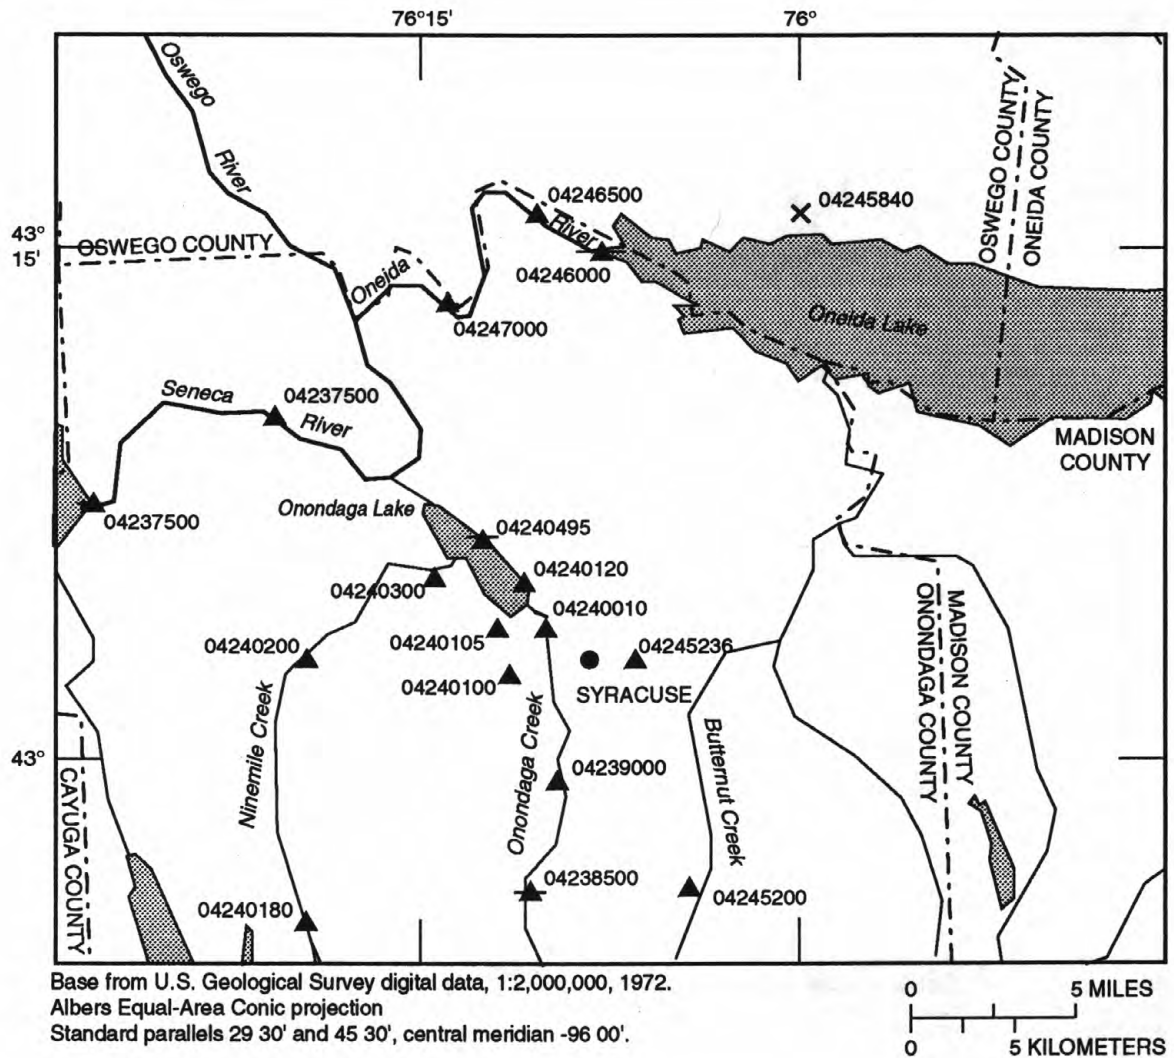 76°15'
76°
Oswego
River
OSWEGO COUNTY
ONEIDA COUNTY
04246500
04245840
43°
15'
OSWEGO COUNTY
River
Oneida
04246000
Oneida Lake
04247000
Seneca
04237500
River
MADISON
COUNTY
04237500
Onondaga Lake
04240495
04240120
04240300
04240010
04240105
04240200
04245236
04240100
SYRACUSE
MADISON COUNTY
ONONDAGA COUNTY
Ninemile Creek
Onondaga Creek
Butternut Creek
43°
04239000
CAYUGA COUNTY
04238500
04245200
04240180
Base from U.S. Geological Survey digital data, 1:2,000,000, 1972.
Albers Equal-Area Conic projection
Standard parallels 29 30' and 45 30', central meridian -96 00'.
0 5 MILES
0 5 KILOMETERS